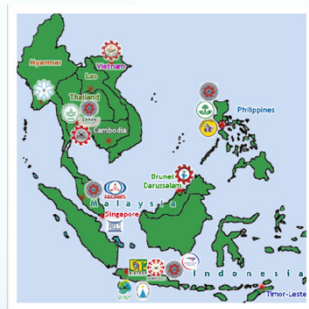 Myanmar
Vietnam
Lao
Thailand
Cambodia
Philippines
Brunei
Darussalam
Malaysia
Singapore
Indonesia
Timor-Leste